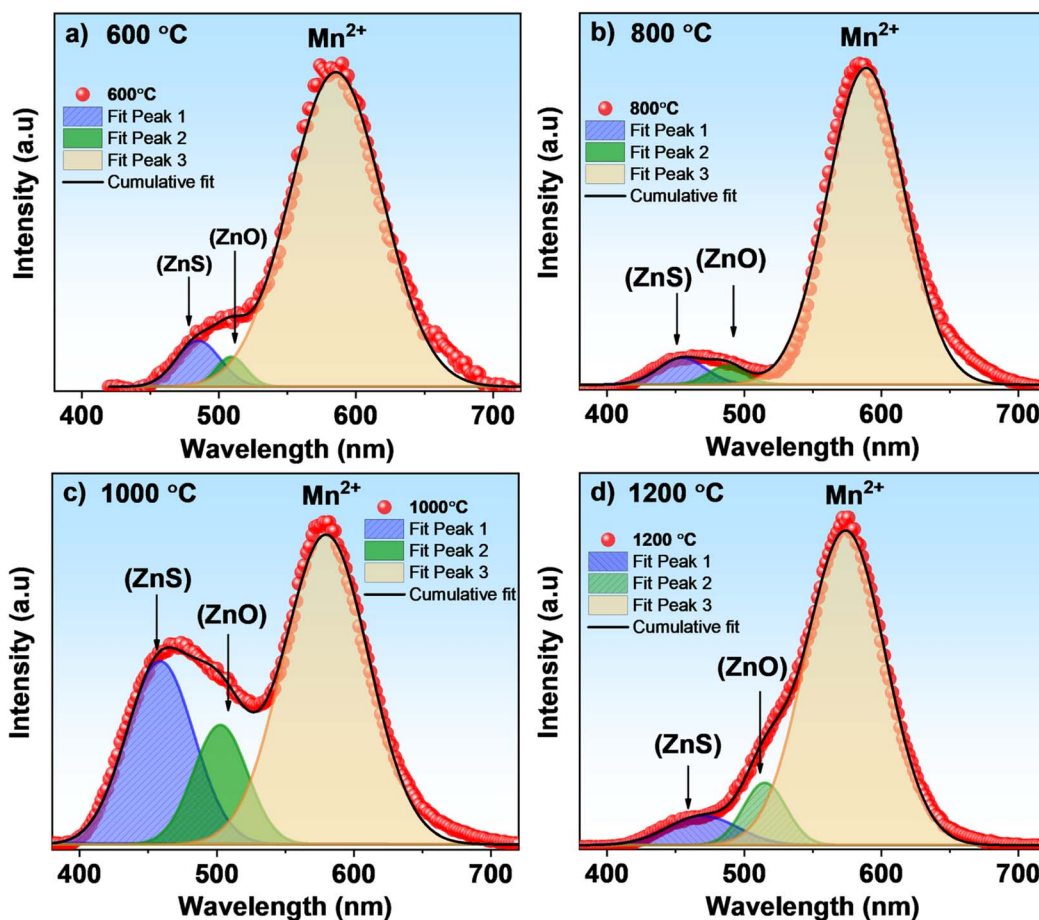 a) 600 °C
Mn2+
600°C
Fit Peak 1
Fit Peak 2
Fit Peak 3
Cumulative fit
(ZnO)
(ZnS)
Intensity (a.u)
400 500 600 700
Wavelength (nm)
b) 800 °C
Mn2+
800°C
Fit Peak 1
Fit Peak 2
Fit Peak 3
Cumulative fit
(ZnS)
(ZnO)
Intensity (a.u)
400 500 600 700
Wavelength (nm)
c) 1000 °C
Mn2+
1000°C
Fit Peak 1
Fit Peak 2
Fit Peak 3
Cumulative fit
(ZnS)
(ZnO)
Intensity (a.u)
400 500 600 700
Wavelength (nm)
d) 1200 °C
Mn2+
1200 °C
Fit Peak 1
Fit Peak 2
Fit Peak 3
Cumulative fit
(ZnO)
(ZnS)
Intensity (a.u)
400 500 600 700
Wavelength (nm)